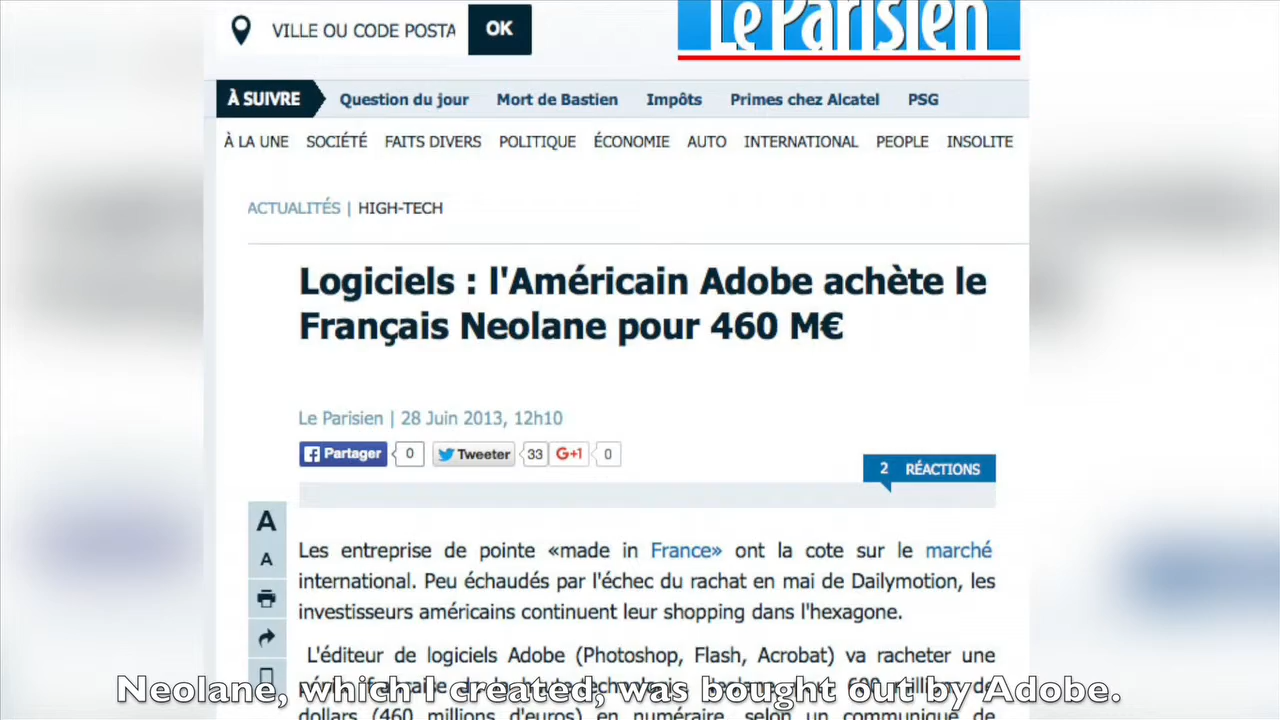 VILLE OU CODE POSTA
OK
Le Parisien
À SUIVRE
Question du jour
Mort de Bastien
Impôts
Primes chez Alcatel
PSG
À LA UNE
SOCIÉTÉ
FAITS DIVERS
POLITIQUE
ÉCONOMIE
AUTO
INTERNATIONAL
PEOPLE
INSOLITE
ACTUALITÉS | HIGH-TECH
Logiciels : l'Américain Adobe achète le
Français Neolane pour 460 M€
Le Parisien | 28 Juin 2013, 12h10
Partager
0
Tweeter
33
G+1
0
2 RÉACTIONS
A
A
Les entreprise de pointe «made in France» ont la cote sur le marché
international. Peu échaudés par l'échec du rachat en mai de Dailymotion, les
investisseurs américains continuent leur shopping dans l'hexagone.
L'éditeur de logiciels Adobe (Photoshop, Flash, Acrobat) va racheter une
Neolane, which I created, was bought out by Adobe.
dollars (460 millions d'euros) en numéraire, selon un communiqué de